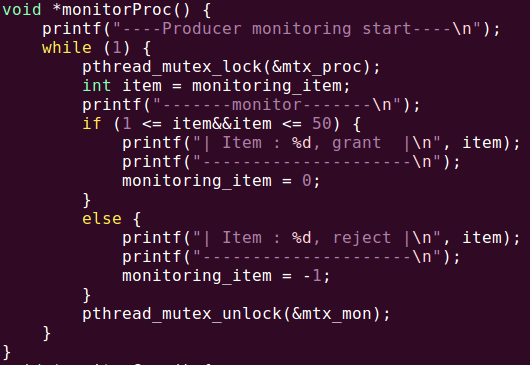 void *monitorProc() {
    printf("----Producer monitoring start----\n");
    while (1) {
        pthread_mutex_lock(&mtx_proc);
        int item = monitoring_item;
        printf("-------monitor-------\n");
        if (1 <= item&&item <= 50) {
            printf("| Item : %d, grant  |\n", item);
            printf("---------------------\n");
            monitoring_item = 0;
        }
        else {
            printf("| Item : %d, reject |\n", item);
            printf("---------------------\n");
            monitoring_item = -1;
        }
        pthread_mutex_unlock(&mtx_mon);
    }
}